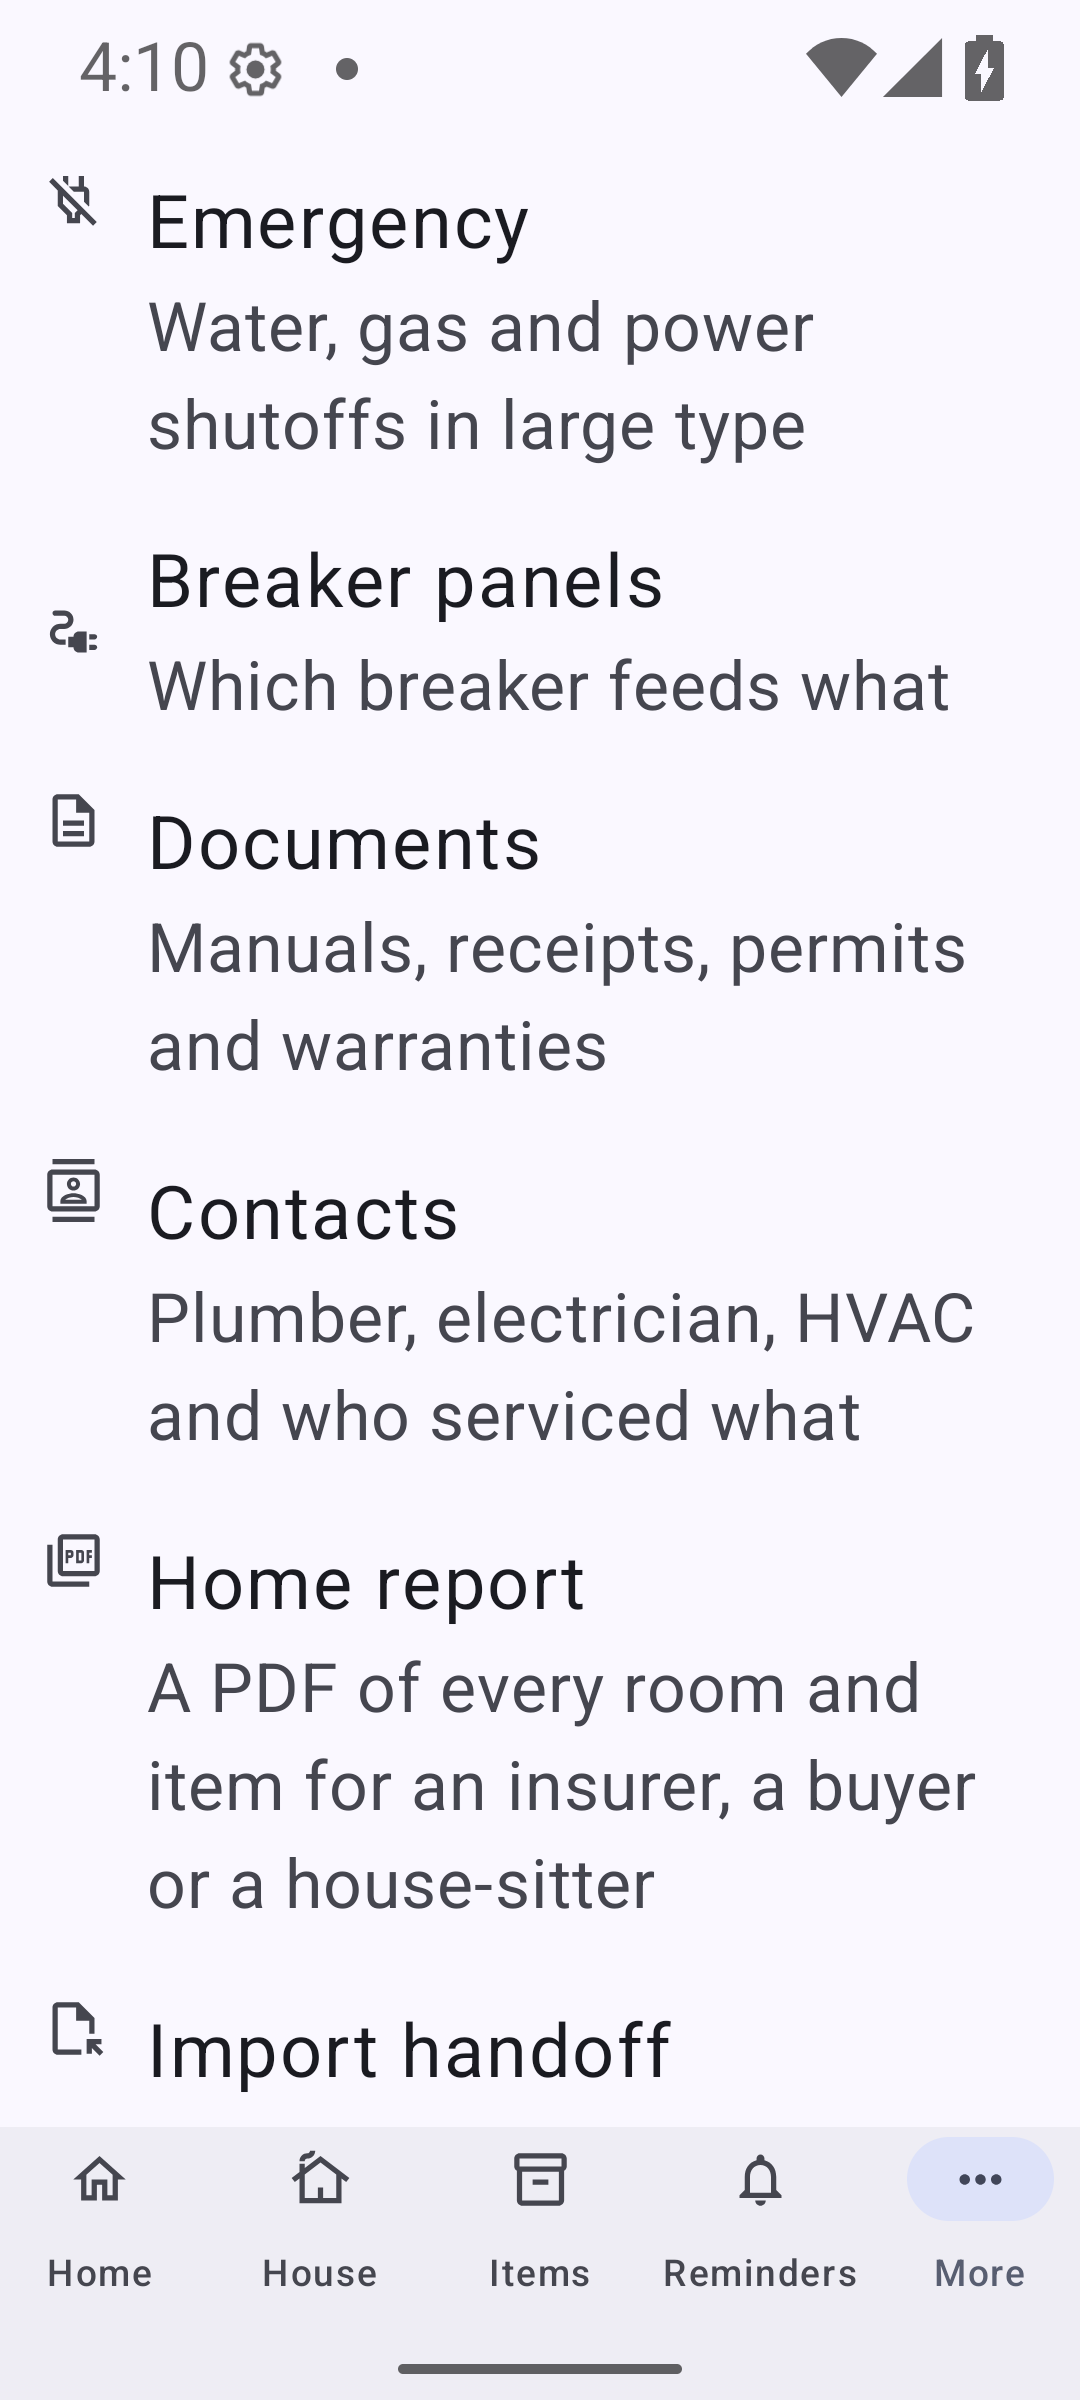 4:10
Emergency
Water, gas and power
shutoffs in large type
Breaker panels
Which breaker feeds what
Documents
Manuals, receipts, permits
and warranties
Contacts
Plumber, electrician, HVAC
and who serviced what
PDF
Home report
A PDF of every room and
item for an insurer, a buyer
or a house-sitter
Import handoff
Home House Items Reminders More